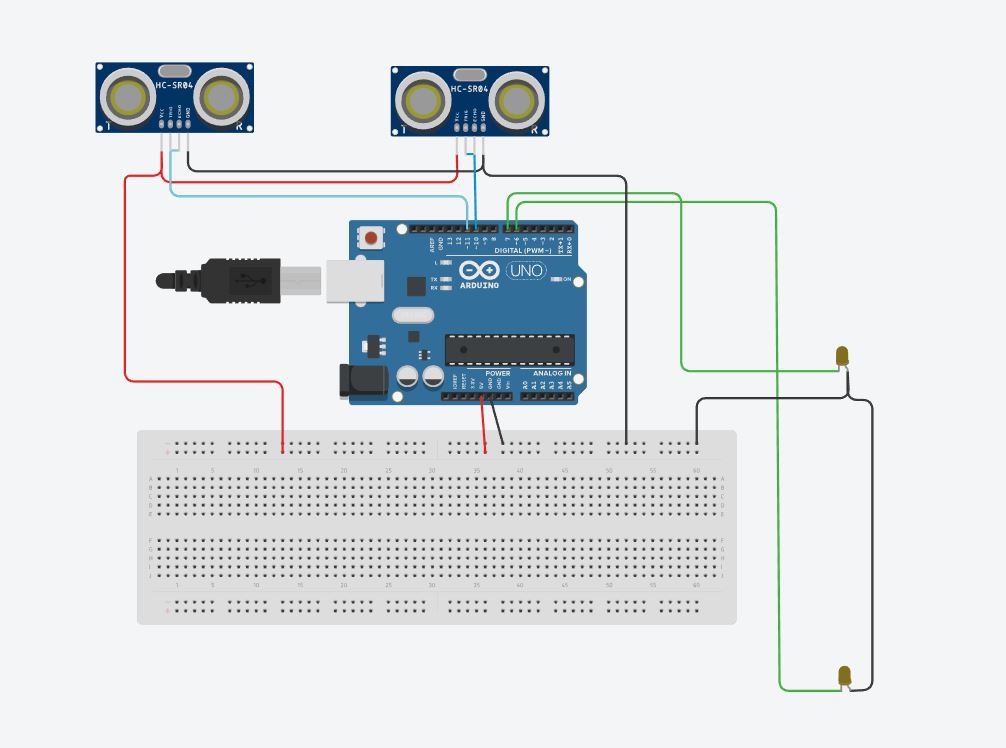 HC-SR04
VCC
TRIG
ECHO
GND
T
R
HC-SR04
VCC
TRIG
ECHO
GND
T
R
AREF
GND
13
12
~11
~10
~9
8
7
~6
~5
4
~3
2
TX→1
RX←0
DIGITAL (PWM~)
L
TX
RX
ARDUINO
UNO
ON
POWER
ANALOG IN
IOREF
RESET
3.3V
5V
GND
GND
Vin
A0
A1
A2
A3
A4
A5
- +
1 5 10 15 20 25 30 35 40 45 50 55 60
A A
B B
C C
D D
E E
F F
G G
H H
I I
J J
1 5 10 15 20 25 30 35 40 45 50 55 60
- +